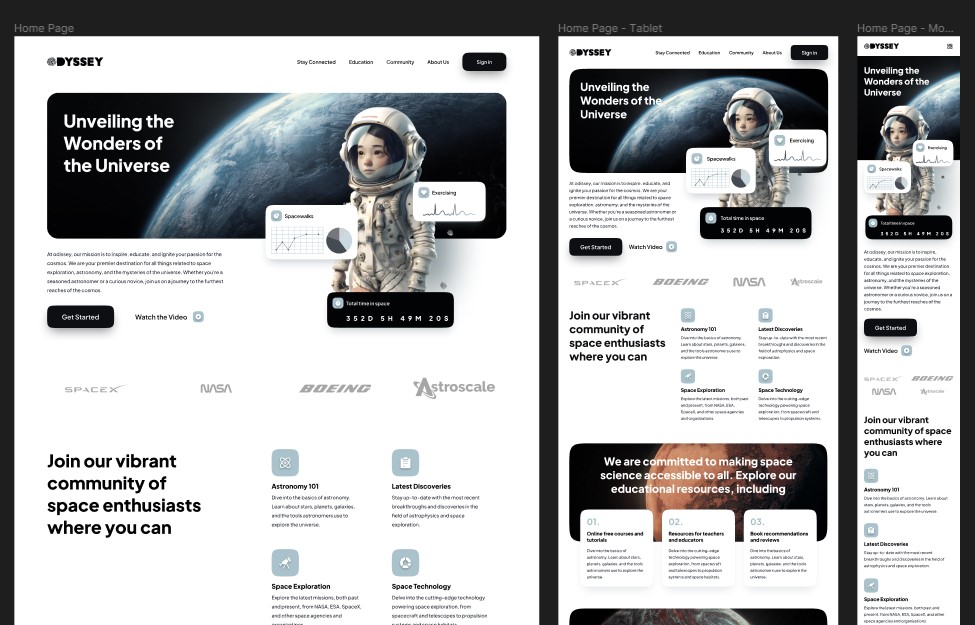 Home Page
ODYSSEY
Stay Connected
Education
Community
About Us
Sign in
Unveiling the
Wonders of
the Universe
Exercising
Spacewalks
At odisey, our mission is to inspire, educate, and ignite your passion for the
cosmos. We are your premier destination for all things related to space
exploration, astronomy, and the mysteries of the universe. Whether you're a
seasoned astronomer or a curious novice, join us on a journey to the furthest
reaches of the cosmos.
Get Started
Watch the Video
Total time in space
352D 5H 49M 20S
SPACEX
NASA
BOEING
Astroscale
Join our vibrant
community of
space enthusiasts
where you can
Astronomy 101
Dive into the basics of astronomy.
Learn about stars, planets, galaxies,
and the tools astronomers use to
explore the universe.
Latest Discoveries
Stay up-to-date with the most recent
breakthroughs and discoveries in the
field of astrophysics and space
exploration.
Space Exploration
Explore the latest missions, both past
and present, from NASA, ESA, SpaceX,
and other space agencies and
organizations.
Space Technology
Delve into the cutting-edge technology
powering space exploration, from
spacecraft and telescopes to propulsion
systems and space habitats.
Home Page - Tablet
ODYSSEY
Stay Connected
Education
Community
About Us
Sign in
Unveiling the
Wonders of the
Universe
Exercising
Spacewalks
At odisey, our mission is to inspire, educate, and
ignite your passion for the cosmos. We are your
premier destination for all things related to space
exploration, astronomy, and the mysteries of the
universe. Whether you're a seasoned astronomer or
a curious novice, join us on a journey to the furthest
reaches of the cosmos.
Total time in space
352D 5H 49M 20S
Get Started
Watch Video
SPACEX
BOEING
NASA
Astroscale
Join our vibrant
community of
space enthusiasts
where you can
Astronomy 101
Dive into the basics of astronomy.
Learn about stars, planets, galaxies,
and the tools astronomers use to
explore the universe.
Latest Discoveries
Stay up-to-date with the most recent
breakthroughs and discoveries in the
field of astrophysics and space
exploration.
Space Exploration
Explore the latest missions, both past
and present, from NASA, ESA,
SpaceX, and other space agencies
and organizations.
Space Technology
Delve into the cutting-edge
technology powering space
exploration, from spacecraft and
telescopes to propulsion systems.
We are committed to making space
science accessible to all. Explore our
educational resources, including
01.
Online free courses and
tutorials
Dive into the basics of
astronomy. Learn about stars,
planets, galaxies, and the tools
astronomers use to explore the
universe.
02.
Resources for teachers
and educators
Delve into the cutting-edge
technology powering space
exploration, from spacecraft
and telescopes to propulsion
systems and space habitats.
03.
Book recommendations
and reviews
Dive into the basics of
astronomy. Learn about stars,
planets, galaxies, and the tools
astronomers use to explore the
universe.
Home Page - Mo...
ODYSSEY
Unveiling the
Wonders of the
Universe
Exercising
Spacewalks
Total time in space
352D 5H 49M 20S
At odisey, our mission is to inspire,
educate, and ignite your passion for the
cosmos. We are your premier destination
for all things related to space exploration,
astronomy, and the mysteries of the
universe. Whether you're a seasoned
astronomer or a curious novice, join us on a
journey to the furthest reaches of the
cosmos.
Get Started
Watch Video
SPACEX
BOEING
NASA
Astroscale
Join our vibrant
community of space
enthusiasts where
you can
Astronomy 101
Dive into the basics of astronomy. Learn about
stars, planets, galaxies, and the tools
astronomers use to explore the universe.
Latest Discoveries
Stay up-to-date with the most recent
breakthroughs and discoveries in the field of
astrophysics and space exploration.
Space Exploration
Explore the latest missions, both past and
present, from NASA, ESA, SpaceX, and other
space agencies and organizations.